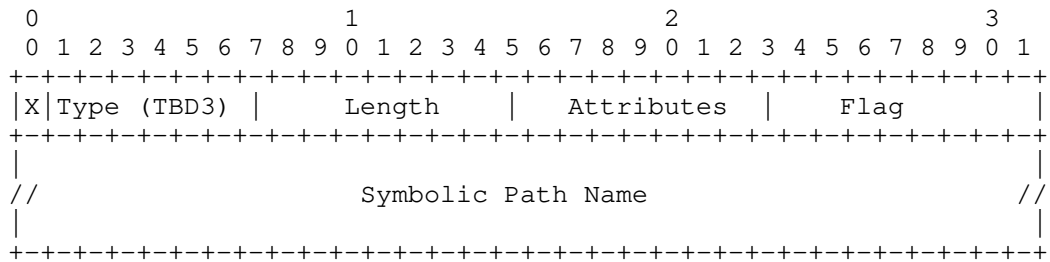 0                   1                   2                   3
 0 1 2 3 4 5 6 7 8 9 0 1 2 3 4 5 6 7 8 9 0 1 2 3 4 5 6 7 8 9 0 1
+-+-+-+-+-+-+-+-+-+-+-+-+-+-+-+-+-+-+-+-+-+-+-+-+-+-+-+-+-+-+-+-+
|X|Type (TBD3) |     Length    |   Attributes  |    Flag        |
+-+-+-+-+-+-+-+-+-+-+-+-+-+-+-+-+-+-+-+-+-+-+-+-+-+-+-+-+-+-+-+-+
|                                                               |
//                    Symbolic Path Name                       //
|                                                               |
+-+-+-+-+-+-+-+-+-+-+-+-+-+-+-+-+-+-+-+-+-+-+-+-+-+-+-+-+-+-+-+-+